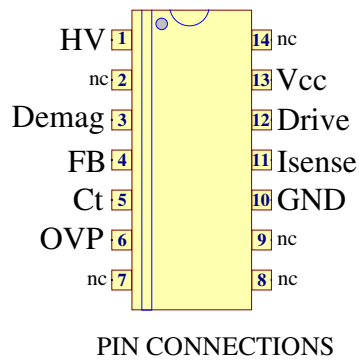 HV 1 14 nc
nc 2 13 Vcc
Demag 3 12 Drive
FB 4 11 Isense
Ct 5 10 GND
OVP 6 9 nc
nc 7 8 nc
PIN CONNECTIONS